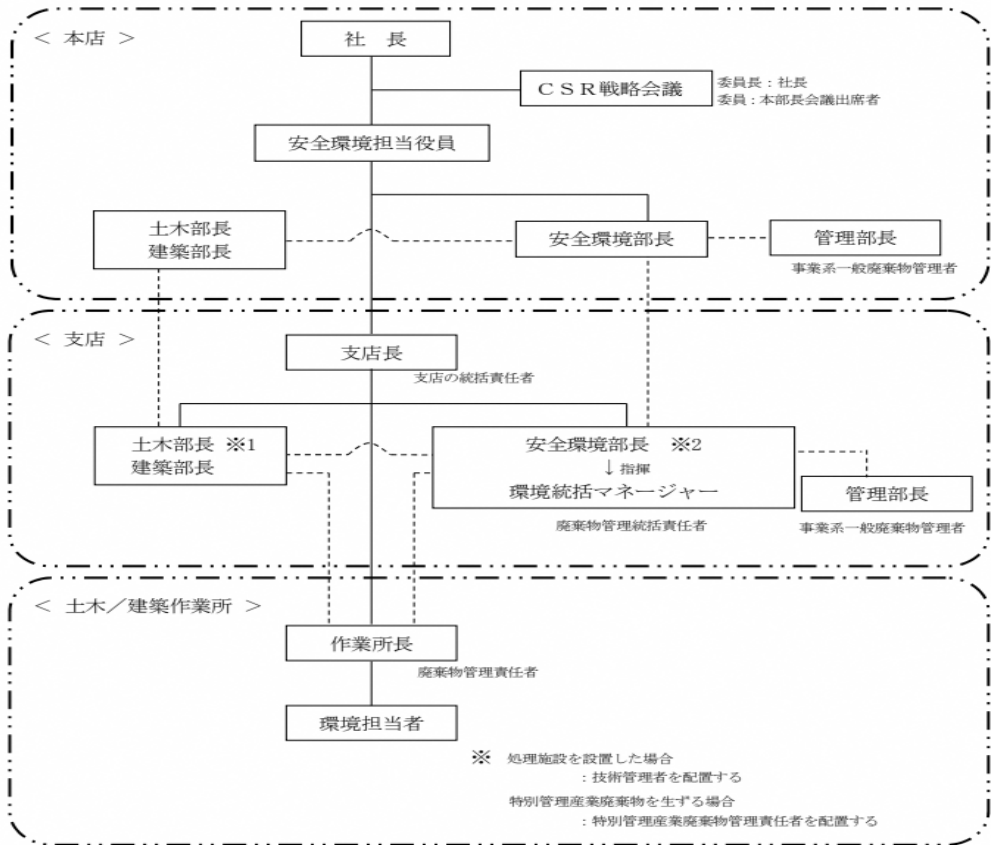 ＜ 本店 ＞
社　長
ＣＳＲ戦略会議
委員長：社長
委員：本部長会議出席者
安全環境担当役員
土木部長
建築部長
安全環境部長
管理部長
事業系一般廃棄物管理者
＜ 支店 ＞
支店長
支店の統括責任者
土木部長 ※1
建築部長
安全環境部長　※2
↓指揮
環境統括マネージャー
廃棄物管理統括責任者
管理部長
事業系一般廃棄物管理者
＜ 土木／建築作業所 ＞
作業所長
廃棄物管理責任者
環境担当者
※　処理施設を設置した場合
：技術管理者を配置する
特別管理産業廃棄物を生ずる場合
：特別管理産業廃棄物管理責任者を配置する